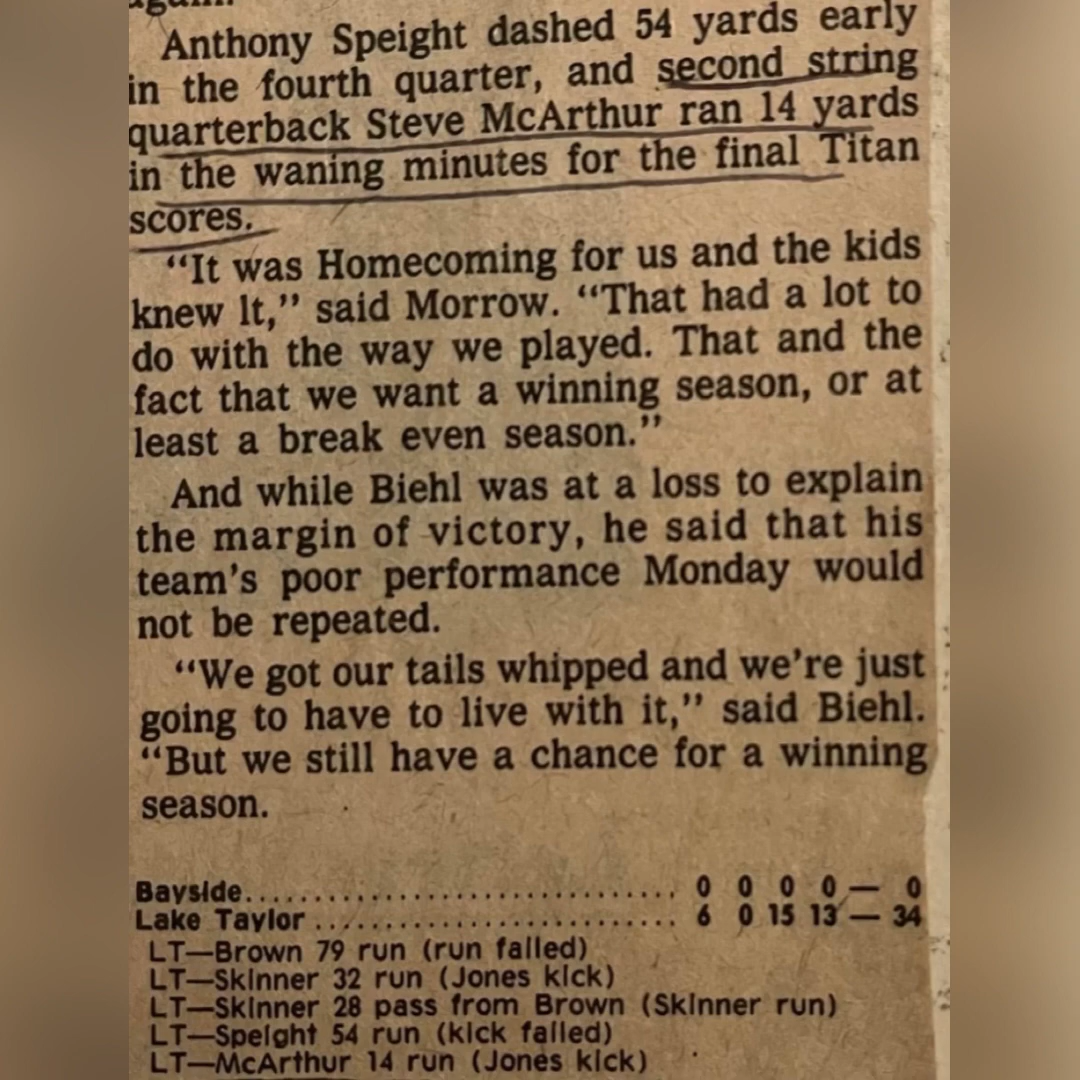 again.
Anthony Speight dashed 54 yards early
in the fourth quarter, and second string
quarterback Steve McArthur ran 14 yards
in the waning minutes for the final Titan
scores.
“It was Homecoming for us and the kids
knew it,” said Morrow. “That had a lot to
do with the way we played. That and the
fact that we want a winning season, or at
least a break even season.”
And while Biehl was at a loss to explain
the margin of victory, he said that his
team’s poor performance Monday would
not be repeated.
“We got our tails whipped and we’re just
going to have to live with it,” said Biehl.
“But we still have a chance for a winning
season.
Bayside.............................. 0 0 0 0 — 0
Lake Taylor......................... 6 0 15 13 — 34
LT—Brown 79 run (run failed)
LT—Skinner 32 run (Jones kick)
LT—Skinner 28 pass from Brown (Skinner run)
LT—Speight 54 run (kick failed)
LT—McArthur 14 run (Jones kick)